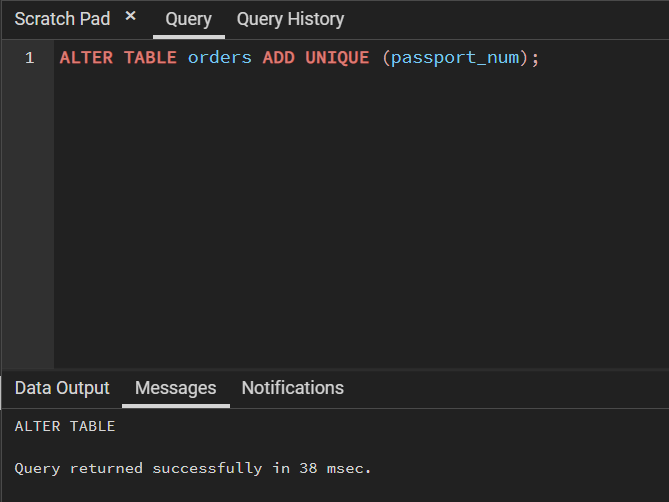 Scratch Pad × Query Query History
1 ALTER TABLE orders ADD UNIQUE (passport_num);
Data Output Messages Notifications
ALTER TABLE
Query returned successfully in 38 msec.